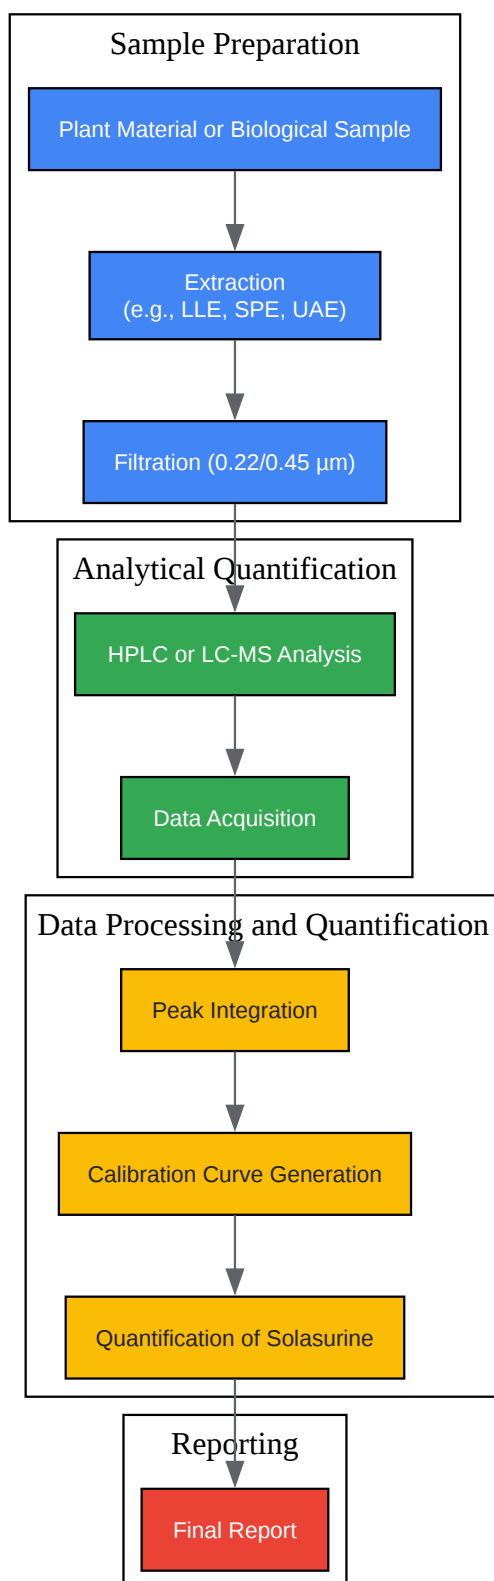 Sample Preparation
Plant Material or Biological Sample
Extraction
(e.g., LLE, SPE, UAE)
Filtration (0.22/0.45 µm)
Analytical Quantification
HPLC or LC-MS Analysis
Data Acquisition
Data Processing and Quantification
Peak Integration
Calibration Curve Generation
Quantification of Solasurine
Reporting
Final Report